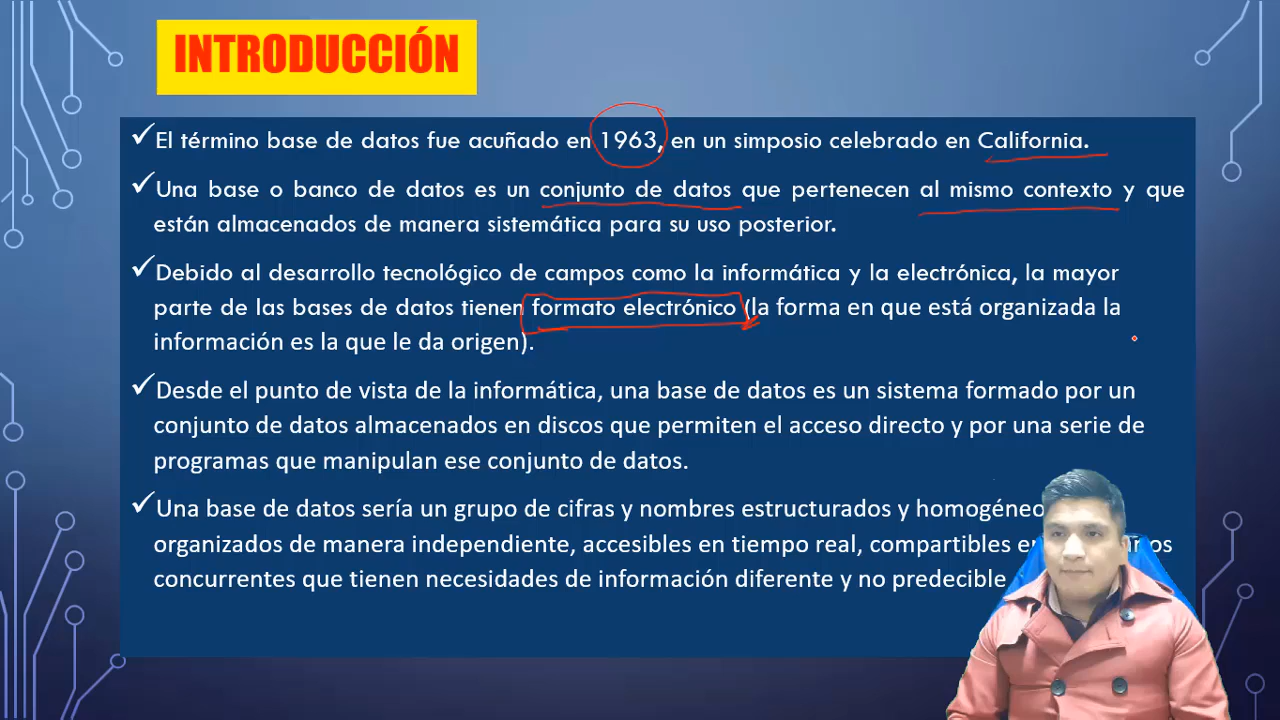 INTRODUCCIÓN
✓El término base de datos fue acuñado en 1963, en un simposio celebrado en California.
✓Una base o banco de datos es un conjunto de datos que pertenecen al mismo contexto y que
están almacenados de manera sistemática para su uso posterior.
✓Debido al desarrollo tecnológico de campos como la informática y la electrónica, la mayor
parte de las bases de datos tienen formato electrónico (la forma en que está organizada la
información es la que le da origen).
✓Desde el punto de vista de la informática, una base de datos es un sistema formado por un
conjunto de datos almacenados en discos que permiten el acceso directo y por una serie de
programas que manipulan ese conjunto de datos.
✓Una base de datos sería un grupo de cifras y nombres estructurados y homogéneo
organizados de manera independiente, accesibles en tiempo real, compartibles
concurrentes que tienen necesidades de información diferente y no predecible